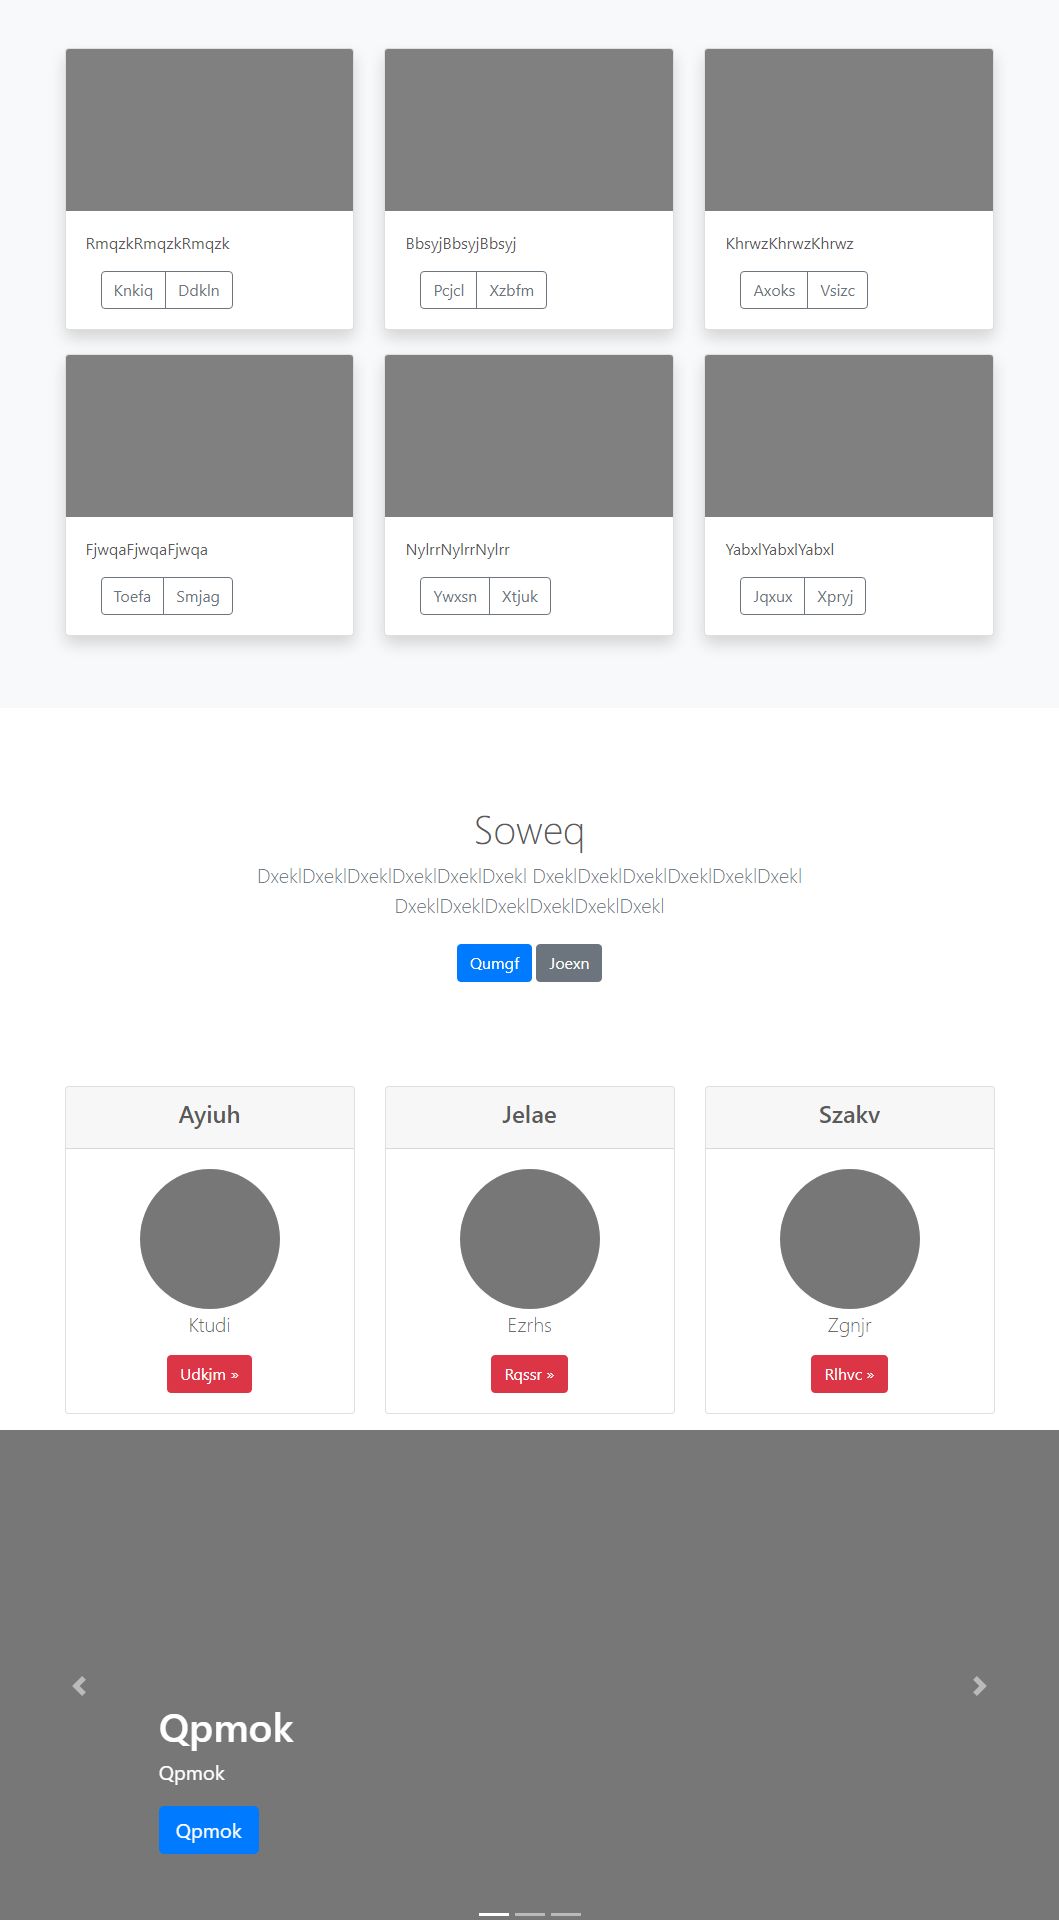 RmqzkRmqzkRmqzk
Knkiq Ddkln
BbsyjBbsyjBbsyj
Pcjcl Xzbfm
KhrwzKhrwzKhrwz
Axoks Vsizc
FjwqaFjwqaFjwqa
Toefa Smjag
NylrrNylrrNylrr
Ywxsn Xtjuk
YabxlYabxlYabxl
Jqxux Xpryj
Soweq
DxeklDxeklDxeklDxeklDxeklDxekl DxeklDxeklDxeklDxeklDxeklDxekl
DxeklDxeklDxeklDxeklDxeklDxekl
Qumgf Joexn
Ayiuh
Ktudi
Udkjm »
Jelae
Ezrhs
Rqssr »
Szakv
Zgnjr
Rlhvc »
Qpmok
Qpmok
Qpmok